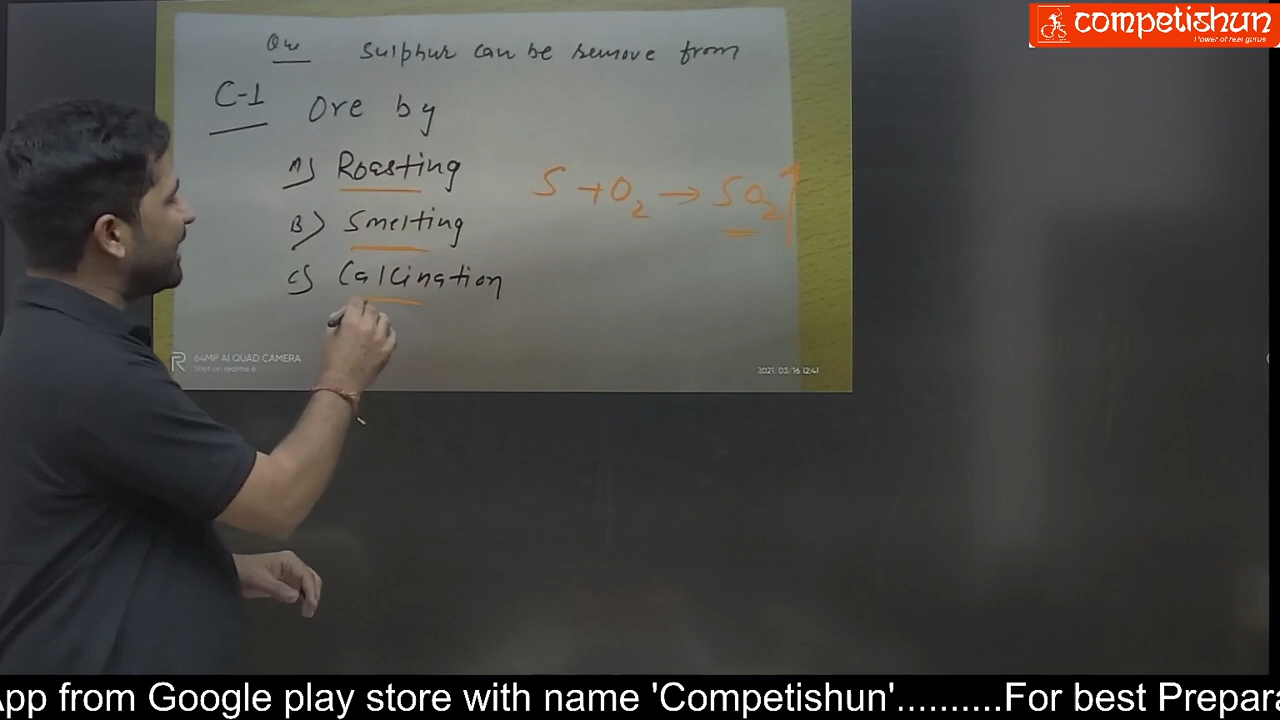 competishun
Power of real gurus
Que Sulphur can be remove from
C-1 Ore by
A) Roasting
S + O2 → SO2↑
B) Smelting
C) Calcination
64MP AI QUAD CAMERA
Shot on realme 6
2021/03/16 12:41
App from Google play store with name 'Competishun'..........For best Prepara